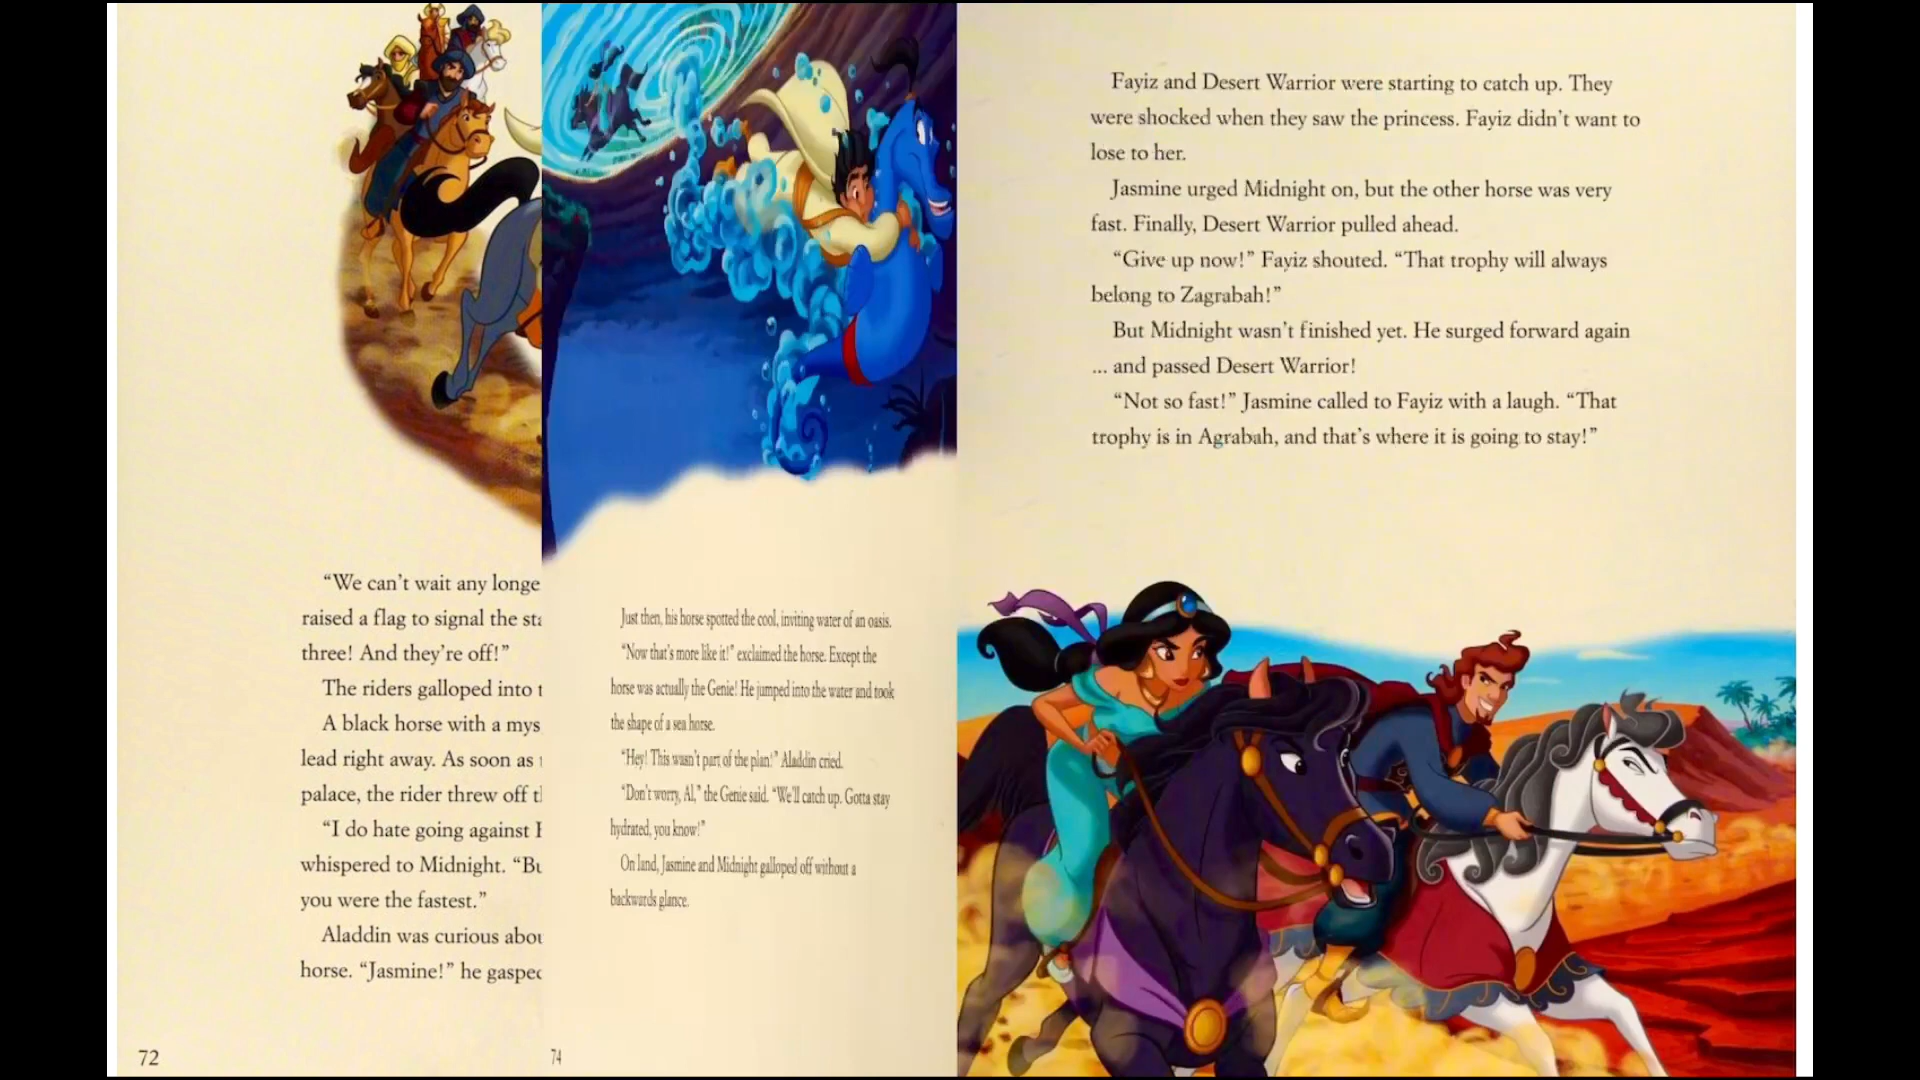 “We can’t wait any longe
raised a flag to signal the sta
three! And they’re off!”
The riders galloped into t
A black horse with a mys
lead right away. As soon as
palace, the rider threw off tl
“I do hate going against
whispered to Midnight. “Bu
you were the fastest.”
Aladdin was curious abou
horse. “Jasmine!” he gasped
72
Just then, his horse spotted the cool, inviting water of an oasis.
“Now that’s more like it!” exclaimed the horse. Except the
horse was actually the Genie! He jumped into the water and took
the shape of a sea horse.
“Hey! This wasn’t part of the plan!” Aladdin cried.
“Don’t worry, Al,” the Genie said. “We’ll catch up. Gotta stay
hydrated, you know!”
On land, Jasmine and Midnight galloped off without a
backwards glance.
74
Fayiz and Desert Warrior were starting to catch up. They
were shocked when they saw the princess. Fayiz didn’t want to
lose to her.
Jasmine urged Midnight on, but the other horse was very
fast. Finally, Desert Warrior pulled ahead.
“Give up now!” Fayiz shouted. “That trophy will always
belong to Zagrabah!”
But Midnight wasn’t finished yet. He surged forward again
... and passed Desert Warrior!
“Not so fast!” Jasmine called to Fayiz with a laugh. “That
trophy is in Agrabah, and that’s where it is going to stay!”